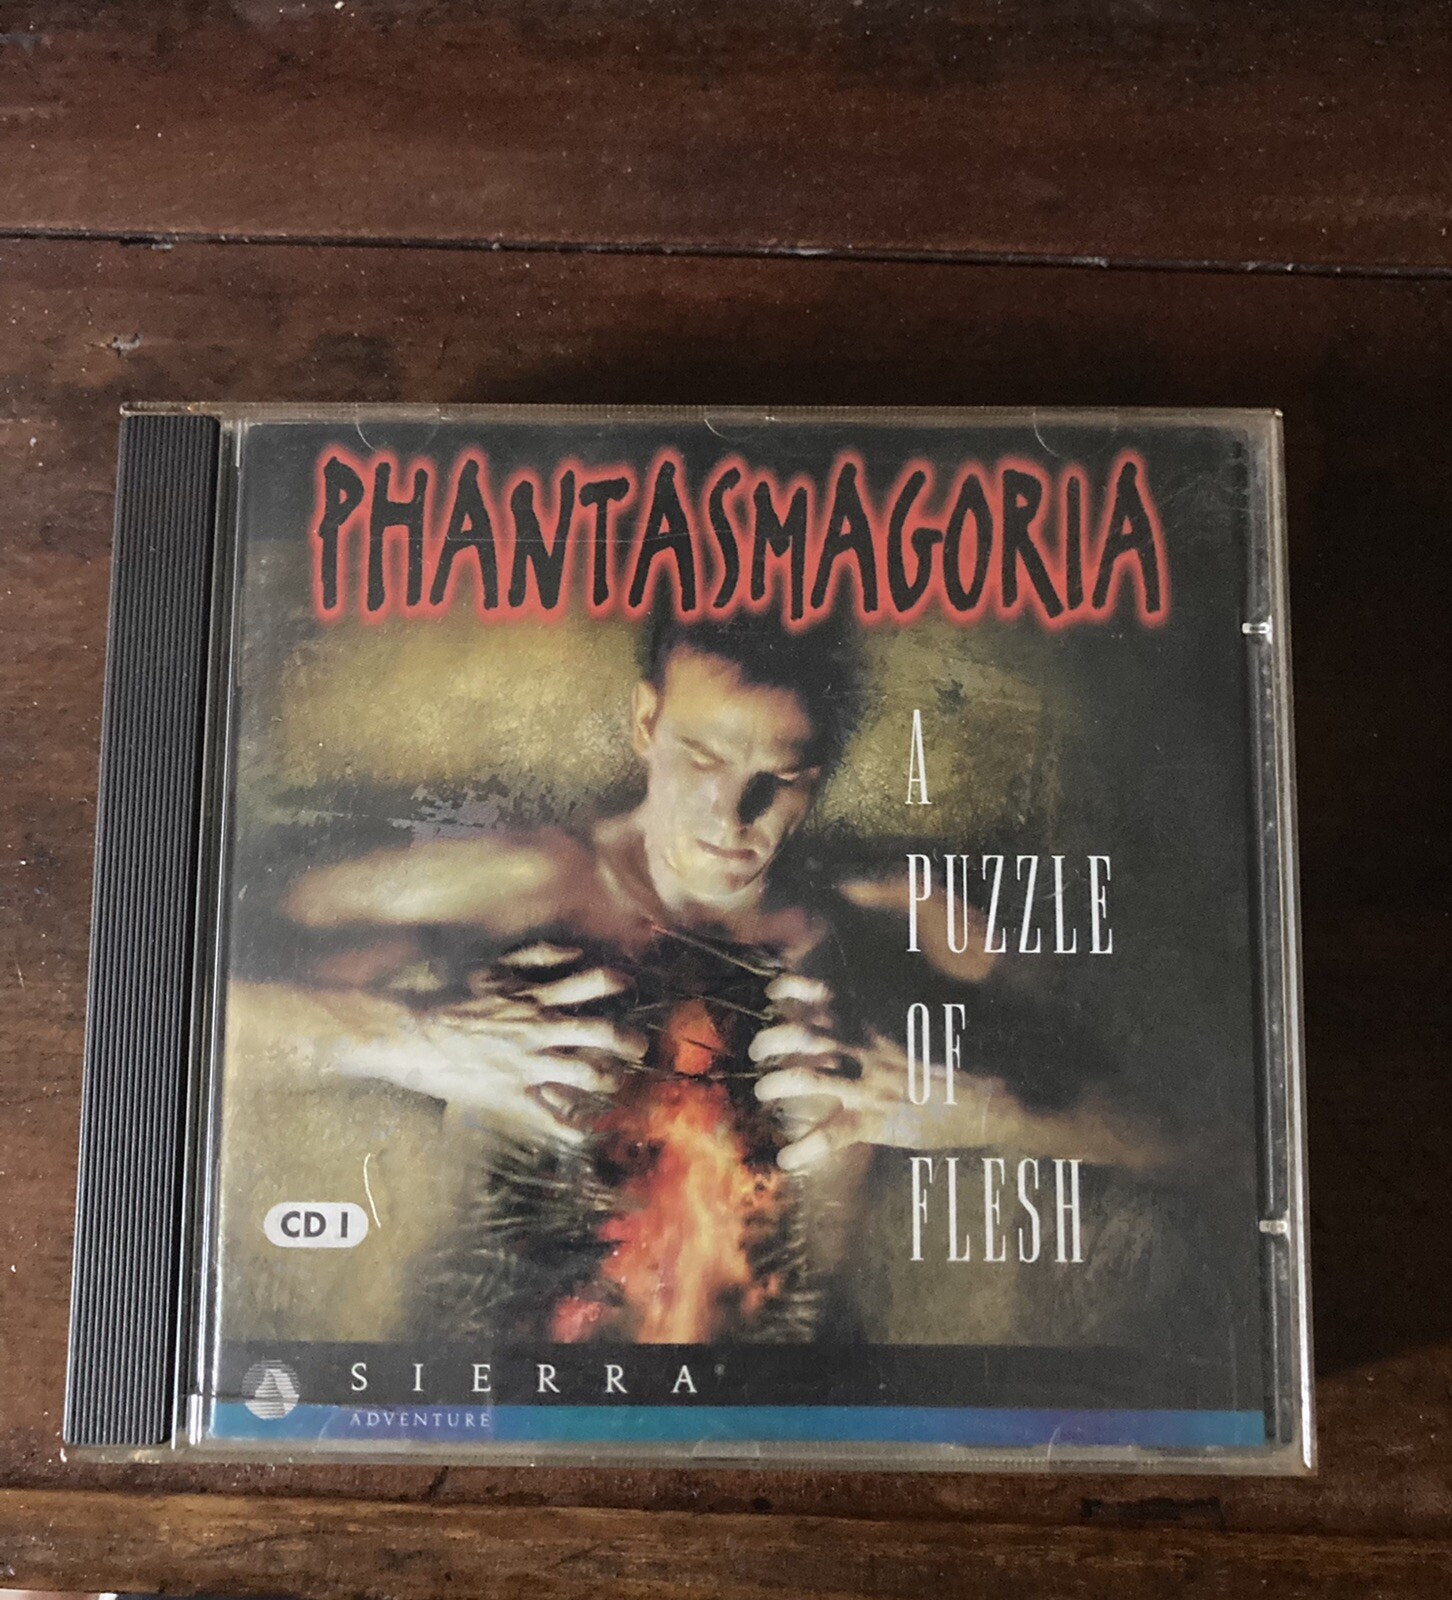 PHANTASMAGORIA
A
PUZZLE
OF
FLESH
CD 1
SIERRA
ADVENTURE